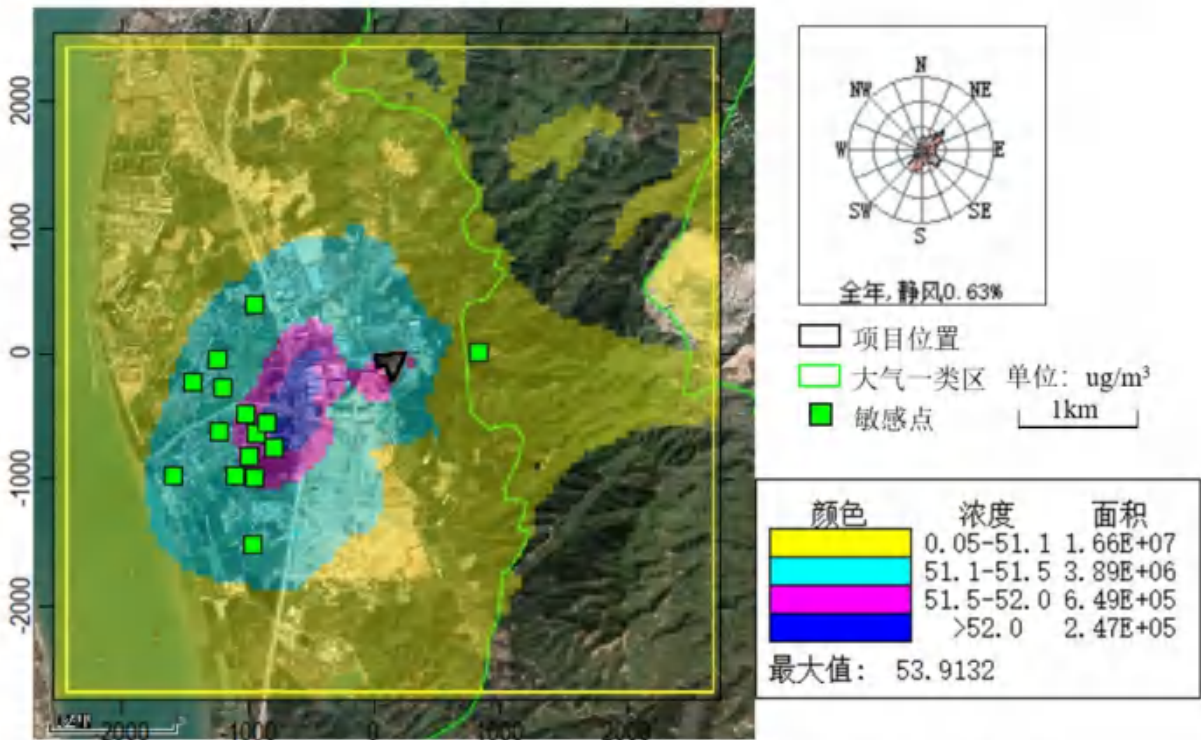 2000
1000
0
-1000
-2000
-2000 -1000 0 1000 2000
N
NW NE
W E
SW SE
S
全年,静风0.63%
项目位置
大气一类区 单位: ug/m³
敏感点 1km
颜色 浓度 面积
0.05-51.1 1.66E+07
51.1-51.5 3.89E+06
51.5-52.0 6.49E+05
>52.0 2.47E+05
最大值: 53.9132